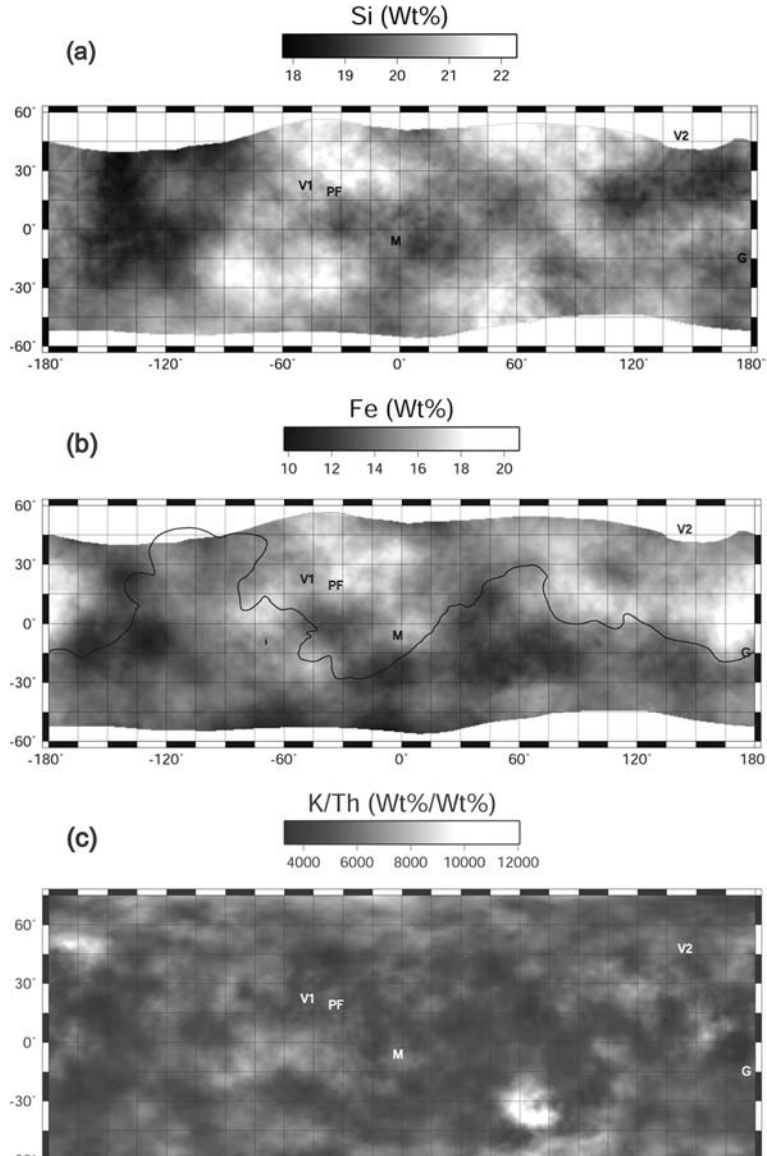 Si (Wt%)
(a)
18 19 20 21 22
60˚
V2
30˚
V1
PF
0˚
M
G
-30˚
-60˚
-180˚ -120˚ -60˚ 0˚ 60˚ 120˚ 180˚
Fe (Wt%)
(b)
10 12 14 16 18 20
60˚
V2
30˚
V1
PF
0˚
M
G
-30˚
-60˚
-180˚ -120˚ -60˚ 0˚ 60˚ 120˚ 180
K/Th (Wt%/Wt%)
(c)
4000 6000 8000 10000 12000
60˚
V2
30˚
V1
PF
0˚
M
G
-30˚